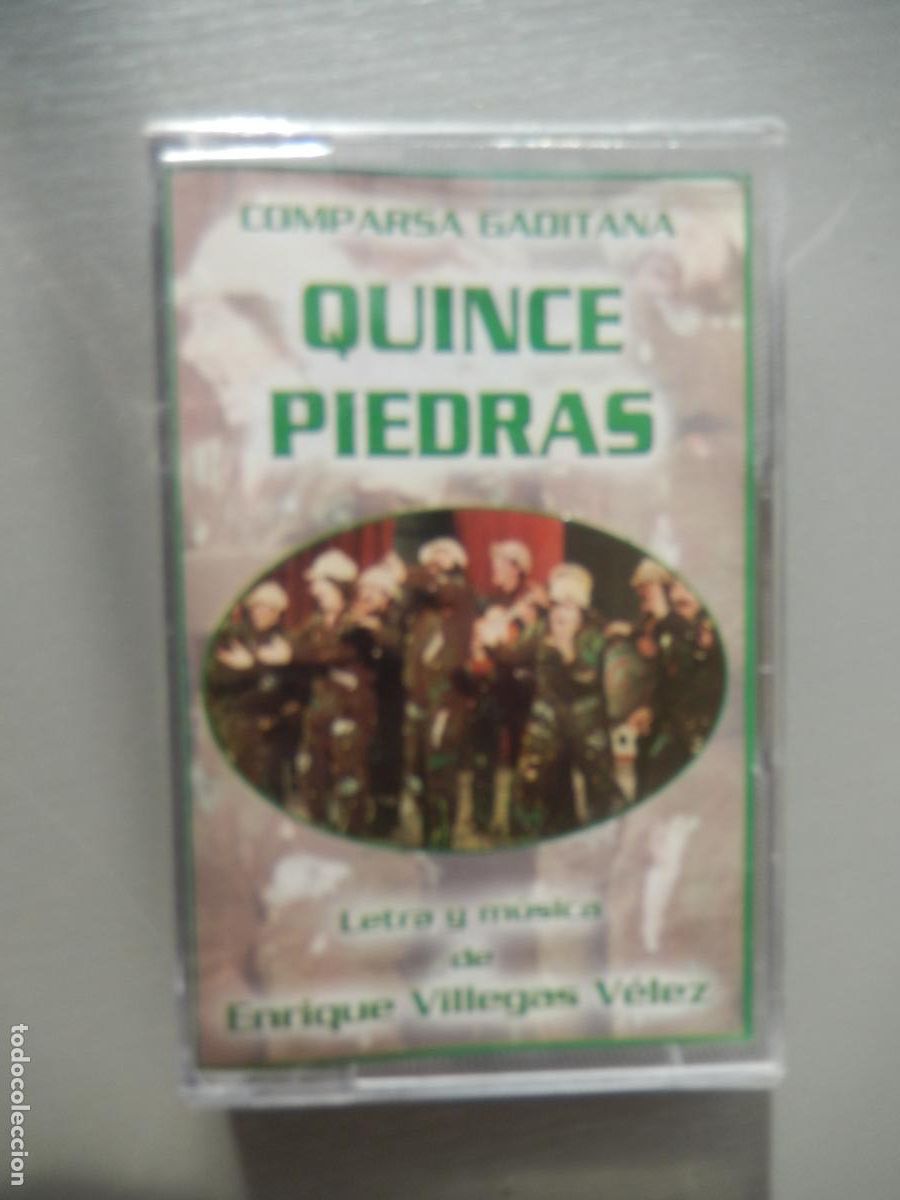 COMPARSA GADITANA
QUINCE
PIEDRAS
Letra y música
de
Enrique Villegas Vélez
todocoleccion